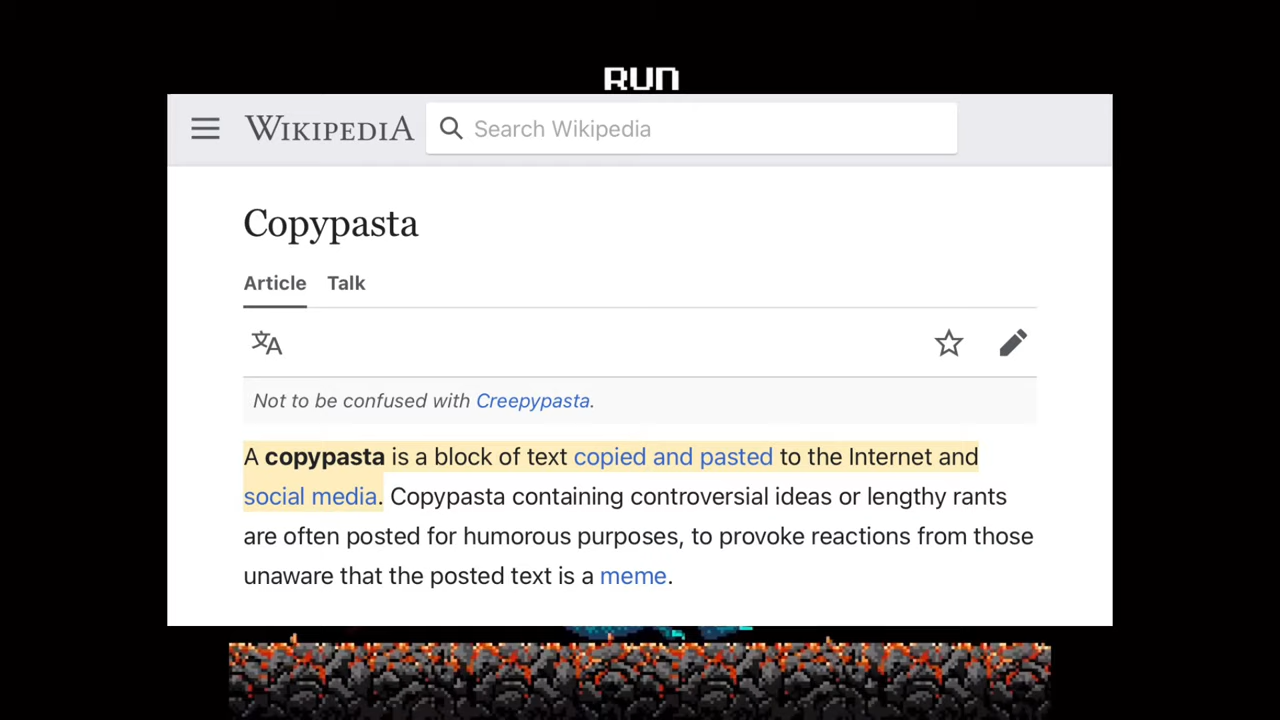 RUN
WIKIPEDIA
Search Wikipedia
Copypasta
Article Talk
Not to be confused with Creepypasta.
A copypasta is a block of text copied and pasted to the Internet and
social media. Copypasta containing controversial ideas or lengthy rants
are often posted for humorous purposes, to provoke reactions from those
unaware that the posted text is a meme.